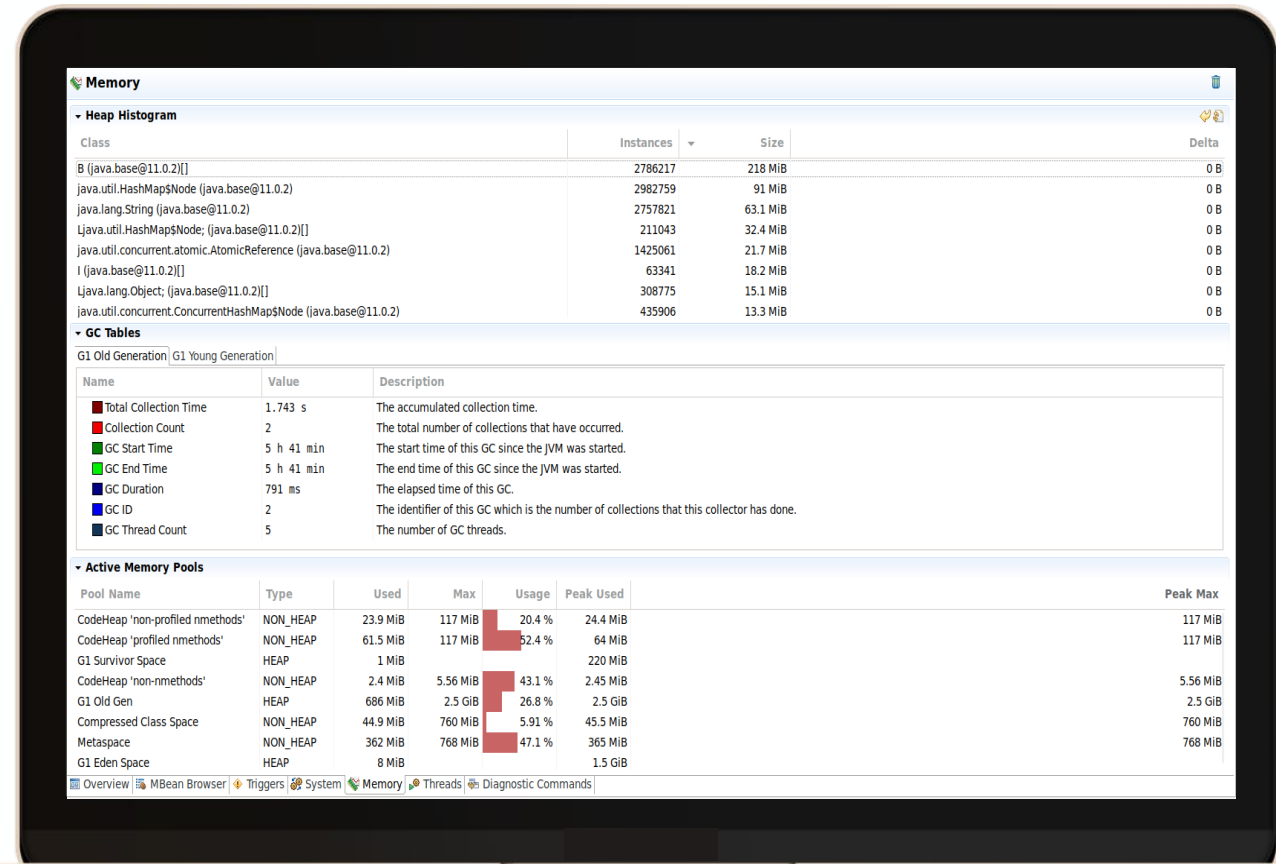 Memory
Heap Histogram
Class Instances Size Delta
B (java.base@11.0.2)[] 2786217 218 MiB 0 B
java.util.HashMap$Node (java.base@11.0.2) 2982759 91 MiB 0 B
java.lang.String (java.base@11.0.2) 2757821 63.1 MiB 0 B
Ljava.util.HashMap$Node; (java.base@11.0.2)[] 211043 32.4 MiB 0 B
java.util.concurrent.atomic.AtomicReference (java.base@11.0.2) 1425061 21.7 MiB 0 B
I (java.base@11.0.2)[] 63341 18.2 MiB 0 B
Ljava.lang.Object; (java.base@11.0.2)[] 308775 15.1 MiB 0 B
java.util.concurrent.ConcurrentHashMap$Node (java.base@11.0.2) 435906 13.3 MiB 0 B
GC Tables
G1 Old Generation G1 Young Generation
Name Value Description
Total Collection Time 1.743 s The accumulated collection time.
Collection Count 2 The total number of collections that have occurred.
GC Start Time 5 h 41 min The start time of this GC since the JVM was started.
GC End Time 5 h 41 min The end time of this GC since the JVM was started.
GC Duration 791 ms The elapsed time of this GC.
GC ID 2 The identifier of this GC which is the number of collections that this collector has done.
GC Thread Count 5 The number of GC threads.
Active Memory Pools
Pool Name Type Used Max Usage Peak Used Peak Max
CodeHeap 'non-profiled nmethods' NON_HEAP 23.9 MiB 117 MiB 20.4 % 24.4 MiB 117 MiB
CodeHeap 'profiled nmethods' NON_HEAP 61.5 MiB 117 MiB 52.4 % 64 MiB 117 MiB
G1 Survivor Space HEAP 1 MiB 220 MiB
CodeHeap 'non-nmethods' NON_HEAP 2.4 MiB 5.56 MiB 43.1 % 2.45 MiB 5.56 MiB
G1 Old Gen HEAP 686 MiB 2.5 GiB 26.8 % 2.5 GiB 2.5 GiB
Compressed Class Space NON_HEAP 44.9 MiB 760 MiB 5.91 % 45.5 MiB 760 MiB
Metaspace NON_HEAP 362 MiB 768 MiB 47.1 % 365 MiB 768 MiB
G1 Eden Space HEAP 8 MiB 1.5 GiB
Overview MBean Browser Triggers System Memory Threads Diagnostic Commands